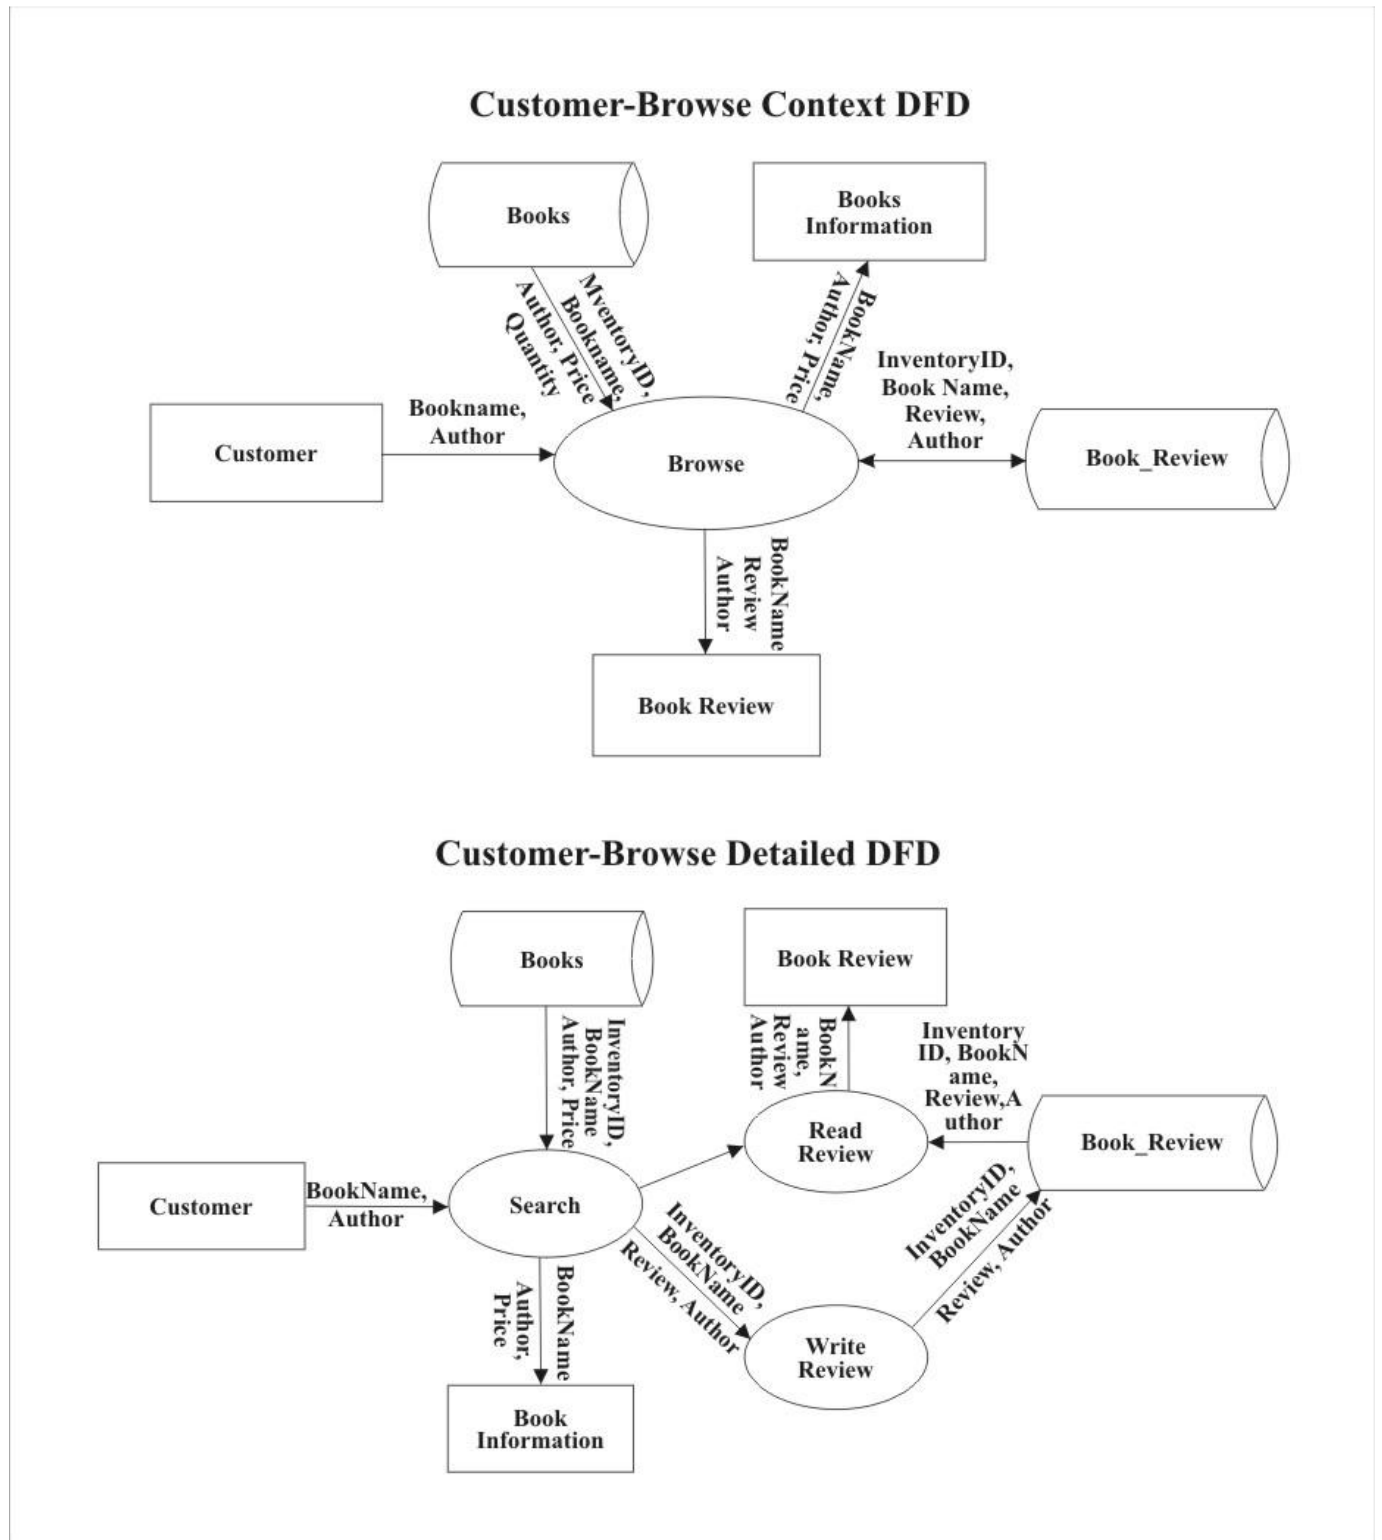 Customer-Browse Context DFD
Books
Books
Information
MventoryID,
Bookname,
Author, Price
Quantity
BookName,
Author, Price
InventoryID,
Book Name,
Review,
Author
Bookname,
Author
Customer
Browse
Book_Review
BookName
Review
Author
Book Review
Customer-Browse Detailed DFD
Books
Book Review
InventoryID,
BookName
Author, Price
BookN
ame,
Review
Author
Inventory
ID, BookN
ame,
Review,A
uthor
Read
Review
Book_Review
Customer
BookName,
Author
Search
InventoryID,
BookName
Review, Author
InventoryID,
BookName
Review, Author
BookName
Author,
Price
Write
Review
Book
Information